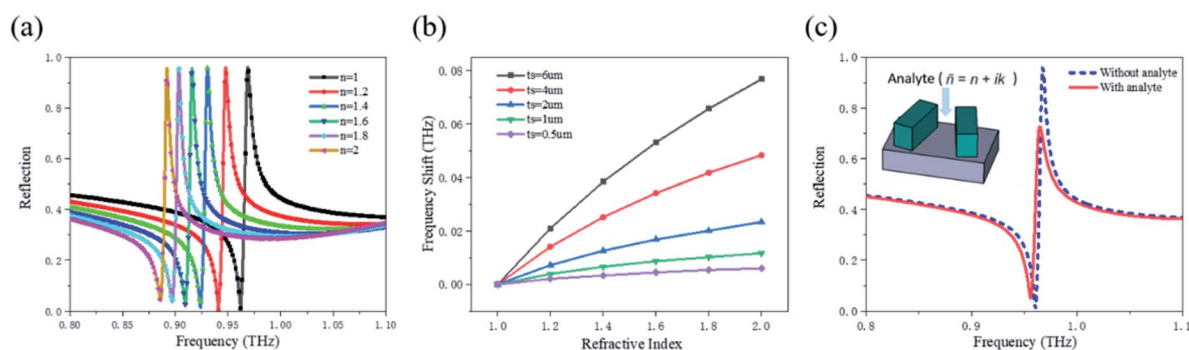 (a)
1.0
0.8
0.6
0.4
0.2
0.0
Reflection
n=1
n=1.2
n=1.4
n=1.6
n=1.8
n=2
0.80 0.85 0.90 0.95 1.00 1.05 1.10
Frequency (THz)
(b)
0.08
0.06
0.04
0.02
0.00
Frequency Shift (THz)
ts=6um
ts=4um
ts=2um
ts=1um
ts=0.5um
1.0 1.2 1.4 1.6 1.8 2.0
Refractive Index
(c)
1.0
0.8
0.6
0.4
0.2
0.0
Reflection
Analyte ( ñ = n + ik )
Without analyte
With analyte
0.8 0.9 1.0 1.1
Frequency (THz)